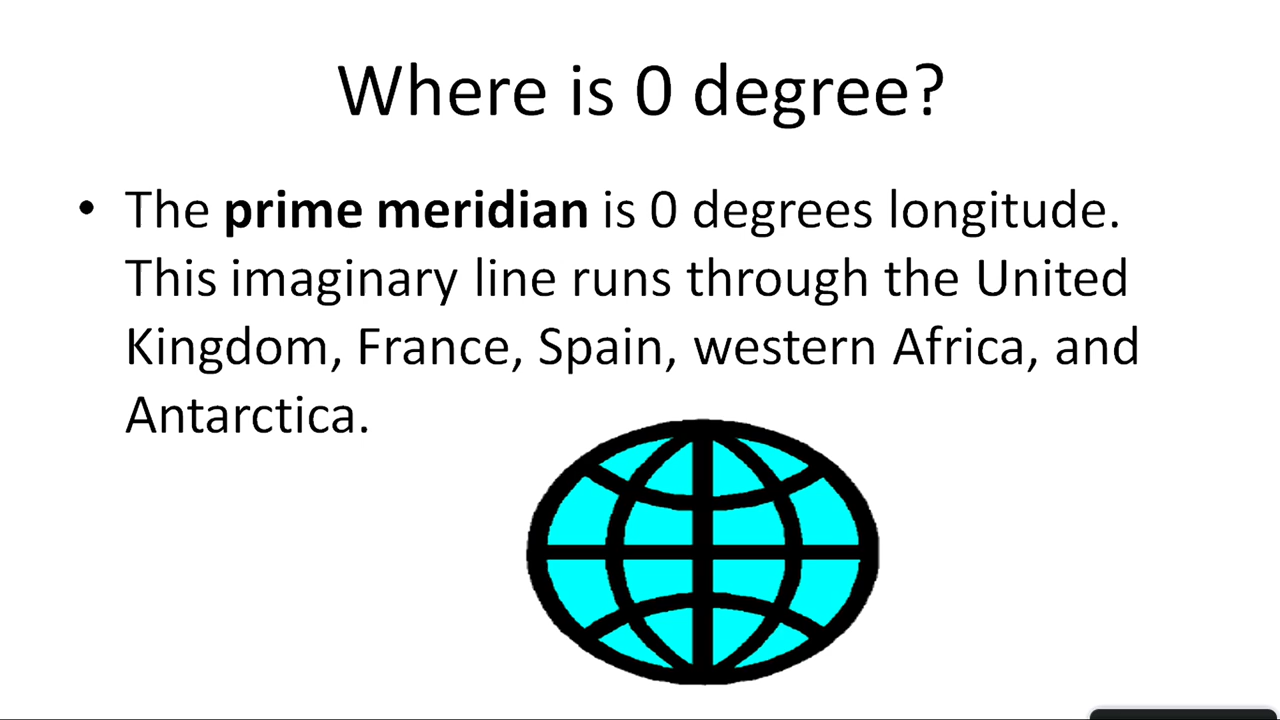 Where is 0 degree?
• The prime meridian is 0 degrees longitude.
This imaginary line runs through the United
Kingdom, France, Spain, western Africa, and
Antarctica.